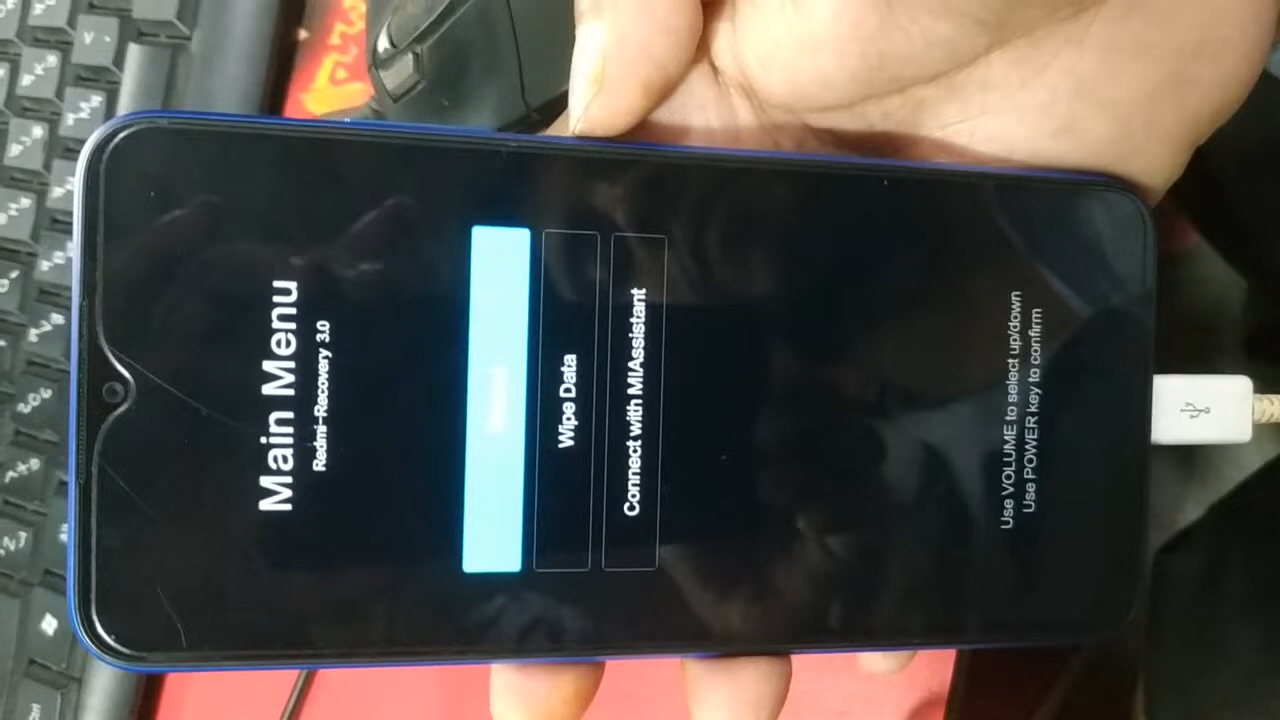 Main Menu
Redmi-Recovery 3.0
Wipe Data
Connect with MIAssistant
Use VOLUME to select up/down
Use POWER key to confirm